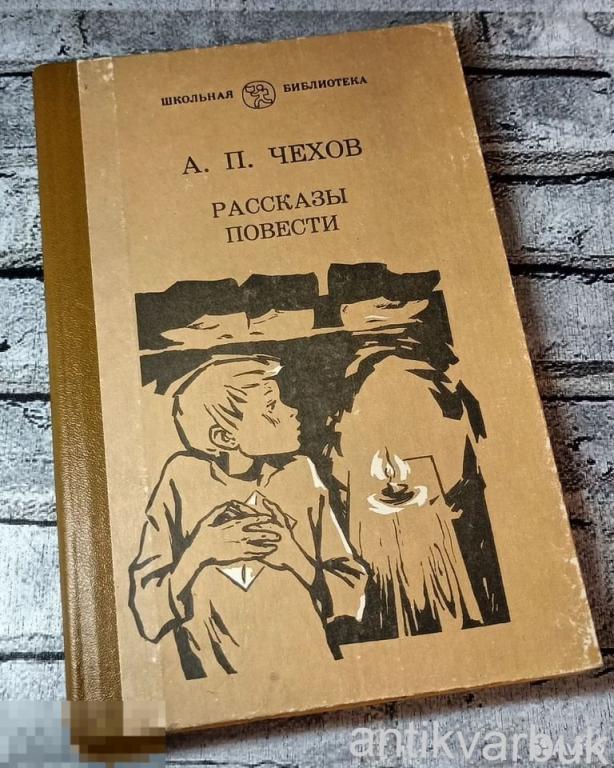 ШКОЛЬНАЯ БИБЛИОТЕКА
А. П. ЧЕХОВ
РАССКАЗЫ
ПОВЕСТИ
antikvarbuk